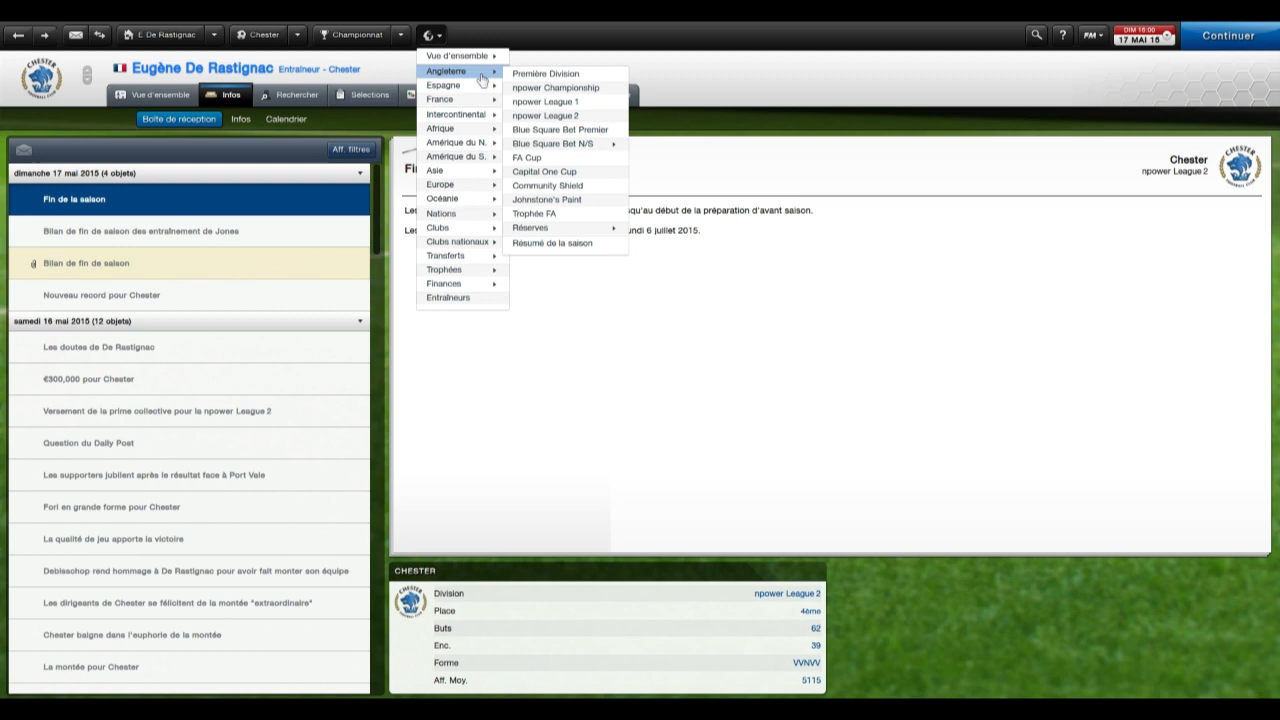 E. De Rastignac
Chester
Championnat
?
FM
DIM 16:00
17 MAI 15
Continuer
Eugène De Rastignac Entraîneur - Chester
Vue d'ensemble
Infos
Rechercher
Sélections
Boîte de réception
Infos
Calendrier
Vue d'ensemble
Angleterre
Espagne
France
Intercontinental
Afrique
Amérique du N.
Amérique du S.
Asie
Europe
Océanie
Nations
Clubs
Clubs nationaux
Transferts
Trophées
Finances
Entraîneurs
Première Division
npower Championship
npower League 1
npower League 2
Blue Square Bet Premier
Blue Square Bet N/S
FA Cup
Capital One Cup
Community Shield
Johnstone's Paint
Trophée FA
Réserves
Résumé de la saison
Aff. filtres
dimanche 17 mai 2015 (4 objets)
Fin de la saison
Bilan de fin de saison des entraînement de Jones
Bilan de fin de saison
Nouveau record pour Chester
samedi 16 mai 2015 (12 objets)
Les doutes de De Rastignac
€300,000 pour Chester
Versement de la prime collective pour la npower League 2
Question du Daily Post
Les supporters jubilent après le résultat face à Port Vale
Fori en grande forme pour Chester
La qualité de jeu apporte la victoire
Debisschop rend hommage à De Rastignac pour avoir fait monter son équipe
Les dirigeants de Chester se félicitent de la montée "extraordinaire"
Chester baigne dans l'euphorie de la montée
La montée pour Chester
Chester
npower League 2
qu'au début de la préparation d'avant saison.
undi 6 juillet 2015.
CHESTER
Division npower League 2
Place 4ème
Buts 62
Enc. 39
Forme VVNVV
Aff. Moy. 5115